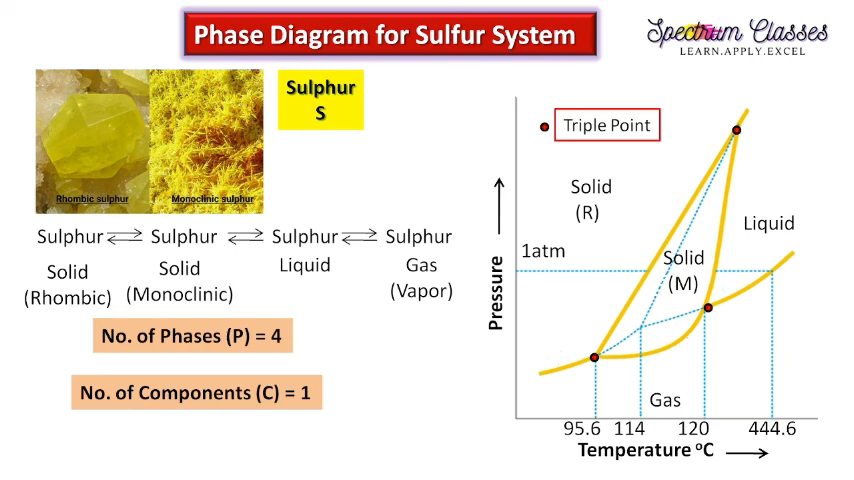 Phase Diagram for Sulfur System
Spectrum Classes
LEARN.APPLY.EXCEL
Sulphur
S
Rhombic sulphur
Monoclinic sulphur
Sulphur ⇌ Sulphur ⇌ Sulphur ⇌ Sulphur
Solid
(Rhombic)
Solid
(Monoclinic)
Liquid
Gas
(Vapor)
No. of Phases (P) = 4
No. of Components (C) = 1
Triple Point
Solid
(R)
Liquid
1atm
Solid
(M)
Pressure
Gas
95.6 114 120 444.6
Temperature ºC